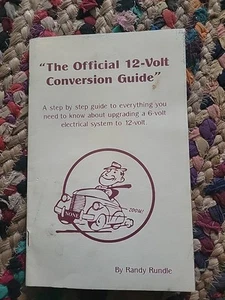 "The Official 12-Volt
Conversion Guide"
A step by step guide to everything you
need to know about upgrading a 6-volt
electrical system to 12-volt.
ZOOM!
By Randy Rundle